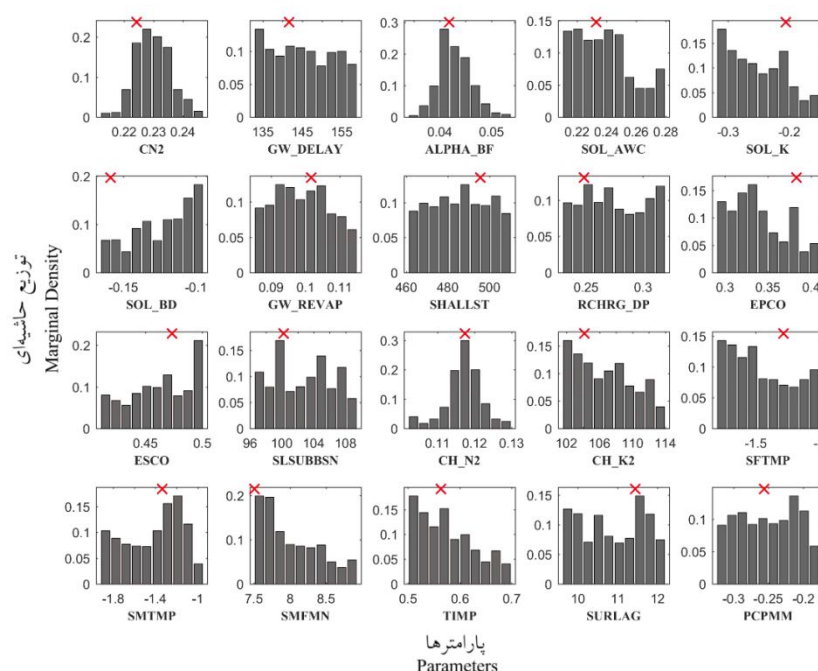 0.2
0.1
0
0.22 0.23 0.24
CN2
0.1
0.05
0
135 145 155
GW_DELAY
0.3
0.2
0.1
0
0.04 0.05
ALPHA_BF
0.15
0.1
0.05
0
0.22 0.24 0.26 0.28
SOL_AWC
0.15
0.1
0.05
0
-0.3 -0.2
SOL_K
0.2
0.1
0
-0.15 -0.1
SOL_BD
0.1
0.05
0
0.09 0.1 0.11
GW_REVAP
0.1
0.05
0
460 480 500
SHALLST
0.1
0.05
0
0.25 0.3
RCHRG_DP
0.15
0.1
0.05
0
0.3 0.35 0.4
EPCO
0.2
0.1
0
0.45 0.5
ESCO
0.15
0.1
0.05
0
96 100 104 108
SLSUBBSN
0.3
0.2
0.1
0
0.11 0.12 0.13
CH_N2
0.15
0.1
0.05
0
102 106 110 114
CH_K2
0.1
0.05
0
-1.5
SFTMP
0.15
0.1
0.05
0
-1.8 -1.4 -1
SMTMP
0.2
0.1
0
7.5 8 8.5 9
SMFMN
0.15
0.1
0.05
0
0.5 0.6 0.7
TIMP
0.15
0.1
0.05
0
10 11 12
SURLAG
0.1
0.05
0
-0.3 -0.25 -0.2
PCPMM
توزیع حاشیه‌ای
Marginal Density
پارامترها
Parameters